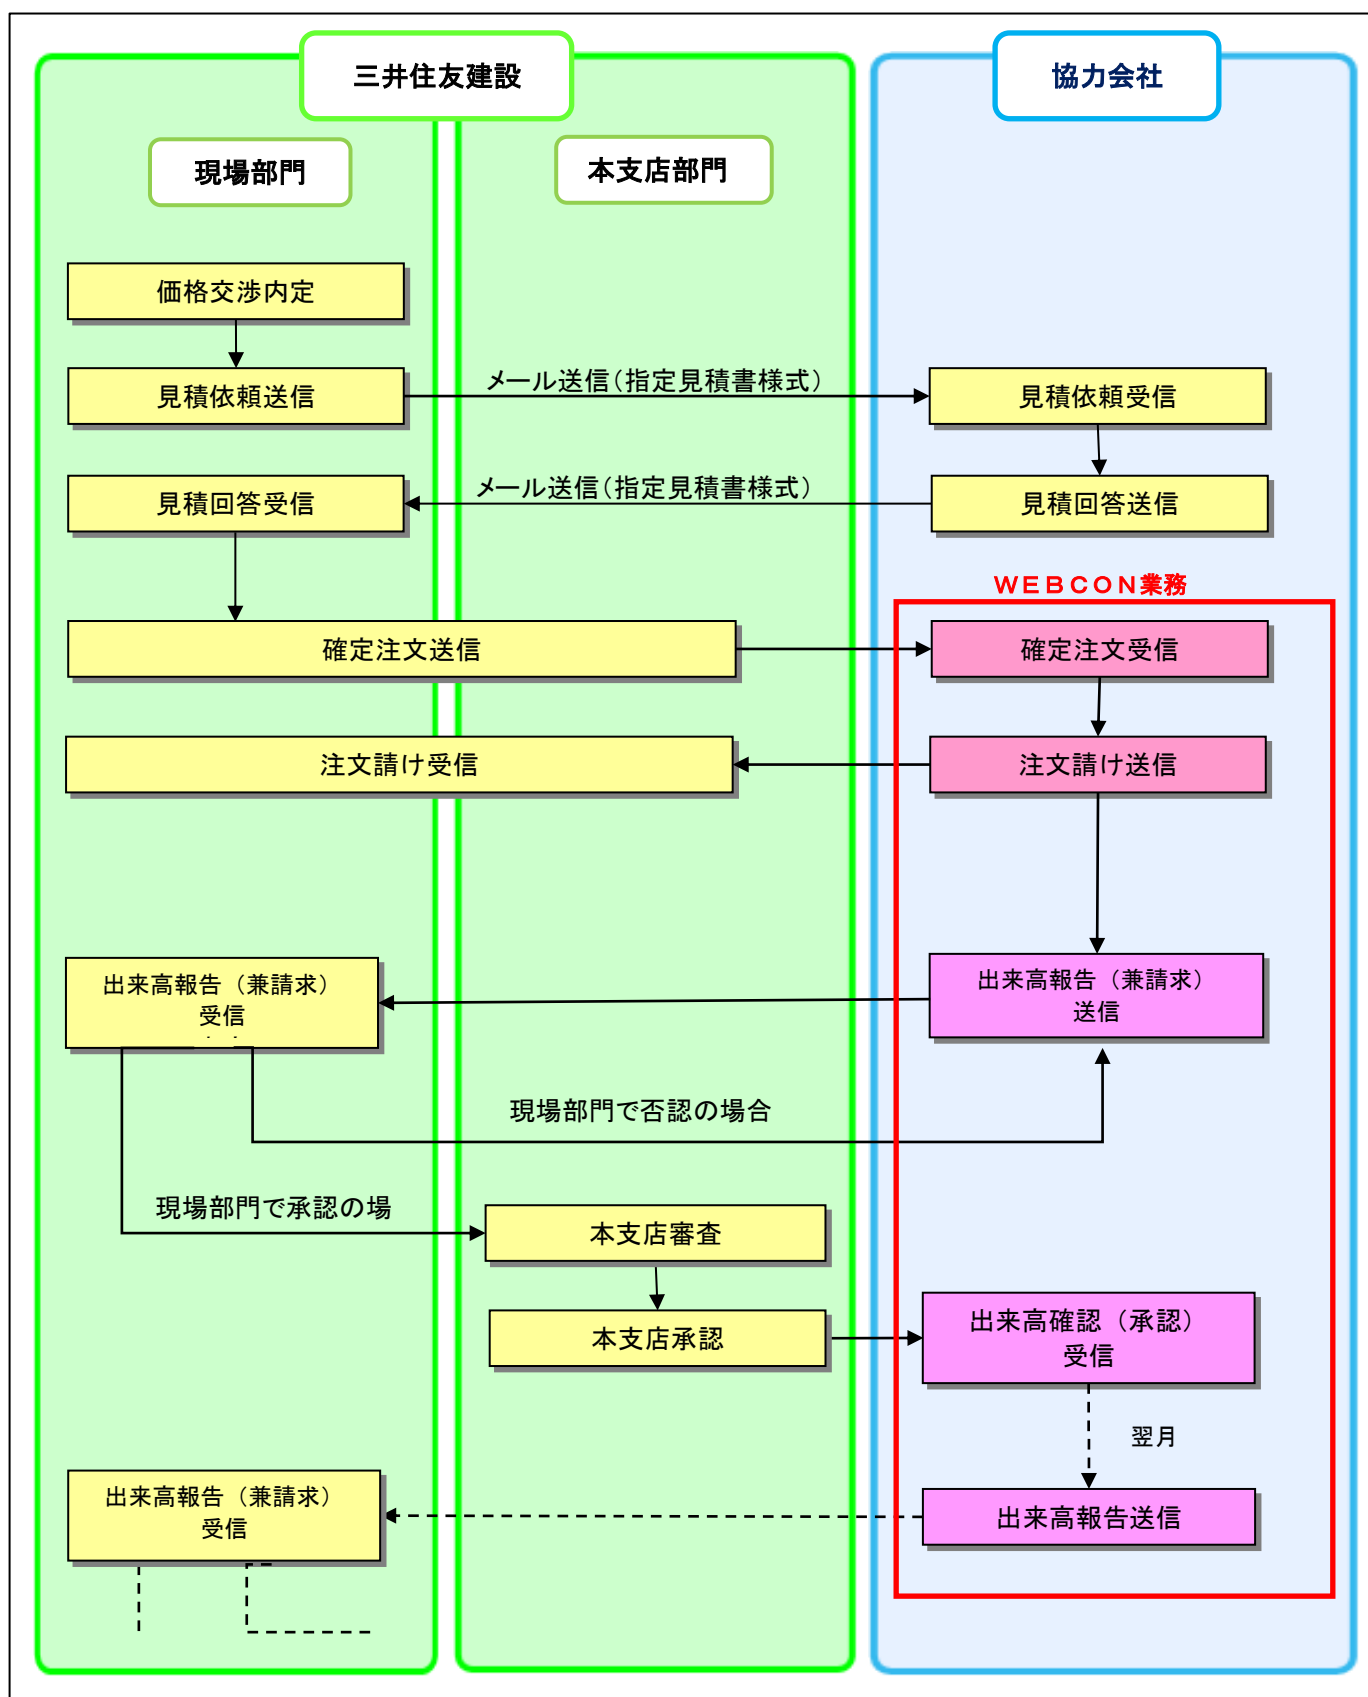 三井住友建設
協力会社
現場部門
本支店部門
価格交渉内定
見積依頼送信
メール送信(指定見積書様式)
見積依頼受信
見積回答受信
メール送信(指定見積書様式)
見積回答送信
ＷＥＢＣＯＮ業務
確定注文送信
確定注文受信
注文請け受信
注文請け送信
出来高報告（兼請求）
受信
出来高報告（兼請求）
送信
現場部門で否認の場合
現場部門で承認の場
本支店審査
本支店承認
出来高確認（承認）
受信
翌月
出来高報告（兼請求）
受信
出来高報告送信